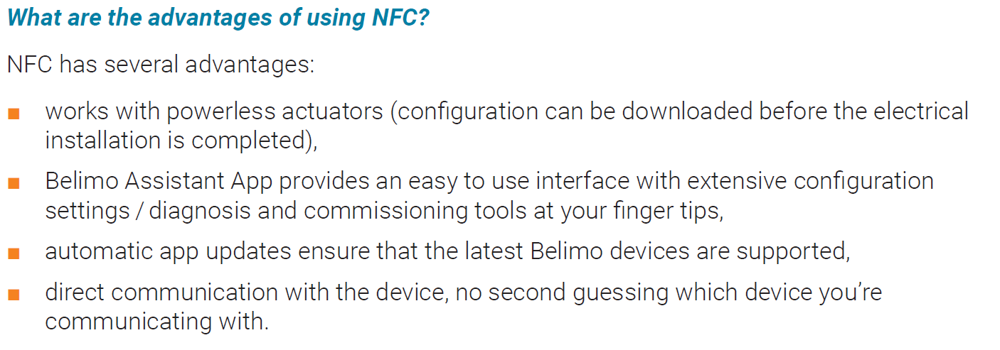 What are the advantages of using NFC?
NFC has several advantages:
■ works with powerless actuators (configuration can be downloaded before the electrical
installation is completed),
■ Belimo Assistant App provides an easy to use interface with extensive configuration
settings / diagnosis and commissioning tools at your finger tips,
■ automatic app updates ensure that the latest Belimo devices are supported,
■ direct communication with the device, no second guessing which device you’re
communicating with.